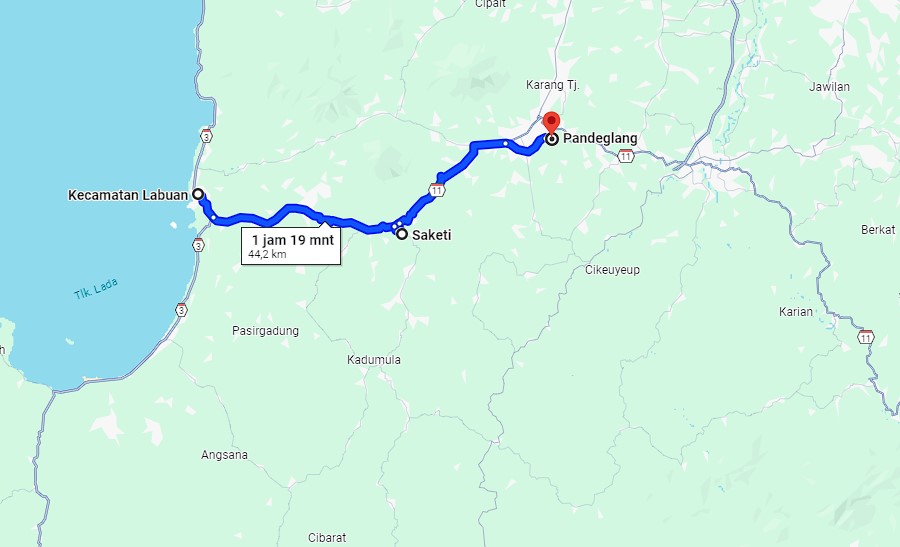 Cipait
Karang Tj.
Jawilan
3
Pandeglang
11
11
Kecamatan Labuan
Berkat
Saketi
1 jam 19 mnt
44,2 km
3
Cikeuyeup
Tlk. Lada
3
Karian
Pasirgadung
11
h
Kadumula
Angsana
Cibarat